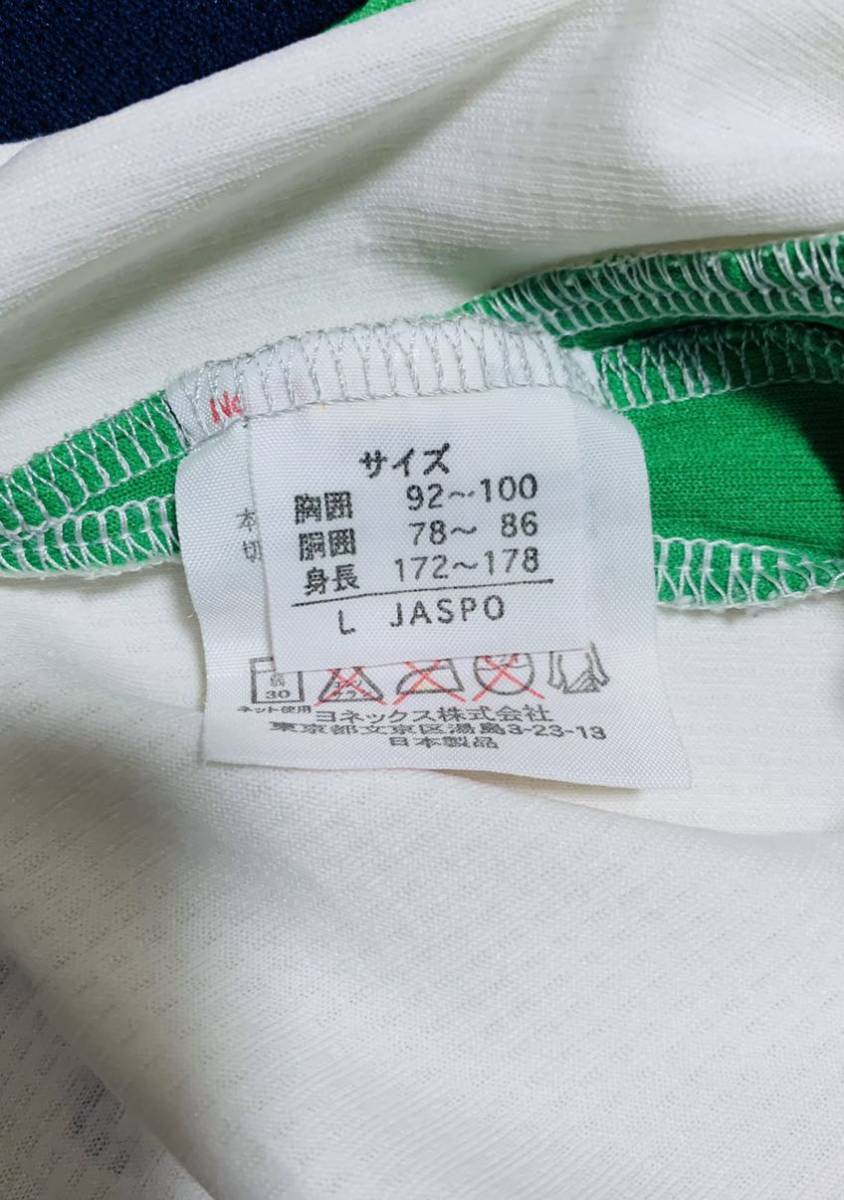 サイズ
胸囲 92〜100
胴囲 78〜 86
身長 172〜178
L JASPO
本
切
30
ネット使用
ヨネックス株式会社
東京都文京区湯島3-23-13
日本製品